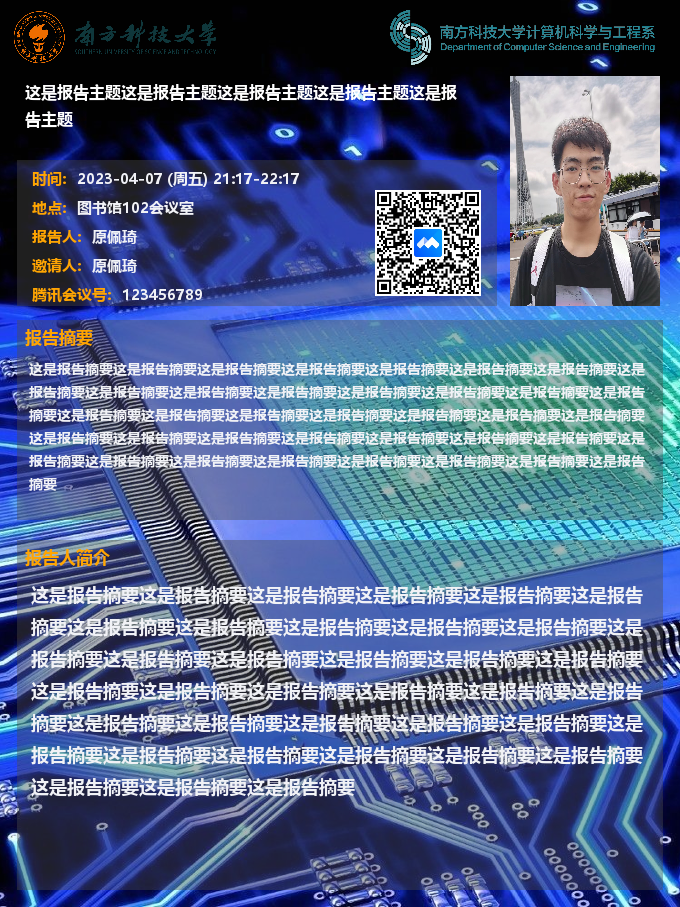 南方科技大学
SOUTHERN UNIVERSITY OF SCIENCE AND TECHNOLOGY
南方科技大学计算机科学与工程系
Department of Computer Science and Engineering
这是报告主题这是报告主题这是报告主题这是报告主题这是报
告主题
时间: 2023-04-07 (周五) 21:17-22:17
地点: 图书馆102会议室
报告人: 原佩琦
邀请人: 原佩琦
腾讯会议号: 123456789
报告摘要
这是报告摘要这是报告摘要这是报告摘要这是报告摘要这是报告摘要这是报告摘要这是报告摘要这是
报告摘要这是报告摘要这是报告摘要这是报告摘要这是报告摘要这是报告摘要这是报告摘要这是报告
摘要这是报告摘要这是报告摘要这是报告摘要这是报告摘要这是报告摘要这是报告摘要这是报告摘要
这是报告摘要这是报告摘要这是报告摘要这是报告摘要这是报告摘要这是报告摘要这是报告摘要这是
报告摘要这是报告摘要这是报告摘要这是报告摘要这是报告摘要这是报告摘要这是报告摘要这是报告
摘要
报告人简介
这是报告摘要这是报告摘要这是报告摘要这是报告摘要这是报告摘要这是报告
摘要这是报告摘要这是报告摘要这是报告摘要这是报告摘要这是报告摘要这是
报告摘要这是报告摘要这是报告摘要这是报告摘要这是报告摘要这是报告摘要
这是报告摘要这是报告摘要这是报告摘要这是报告摘要这是报告摘要这是报告
摘要这是报告摘要这是报告摘要这是报告摘要这是报告摘要这是报告摘要这是
报告摘要这是报告摘要这是报告摘要这是报告摘要这是报告摘要这是报告摘要
这是报告摘要这是报告摘要这是报告摘要